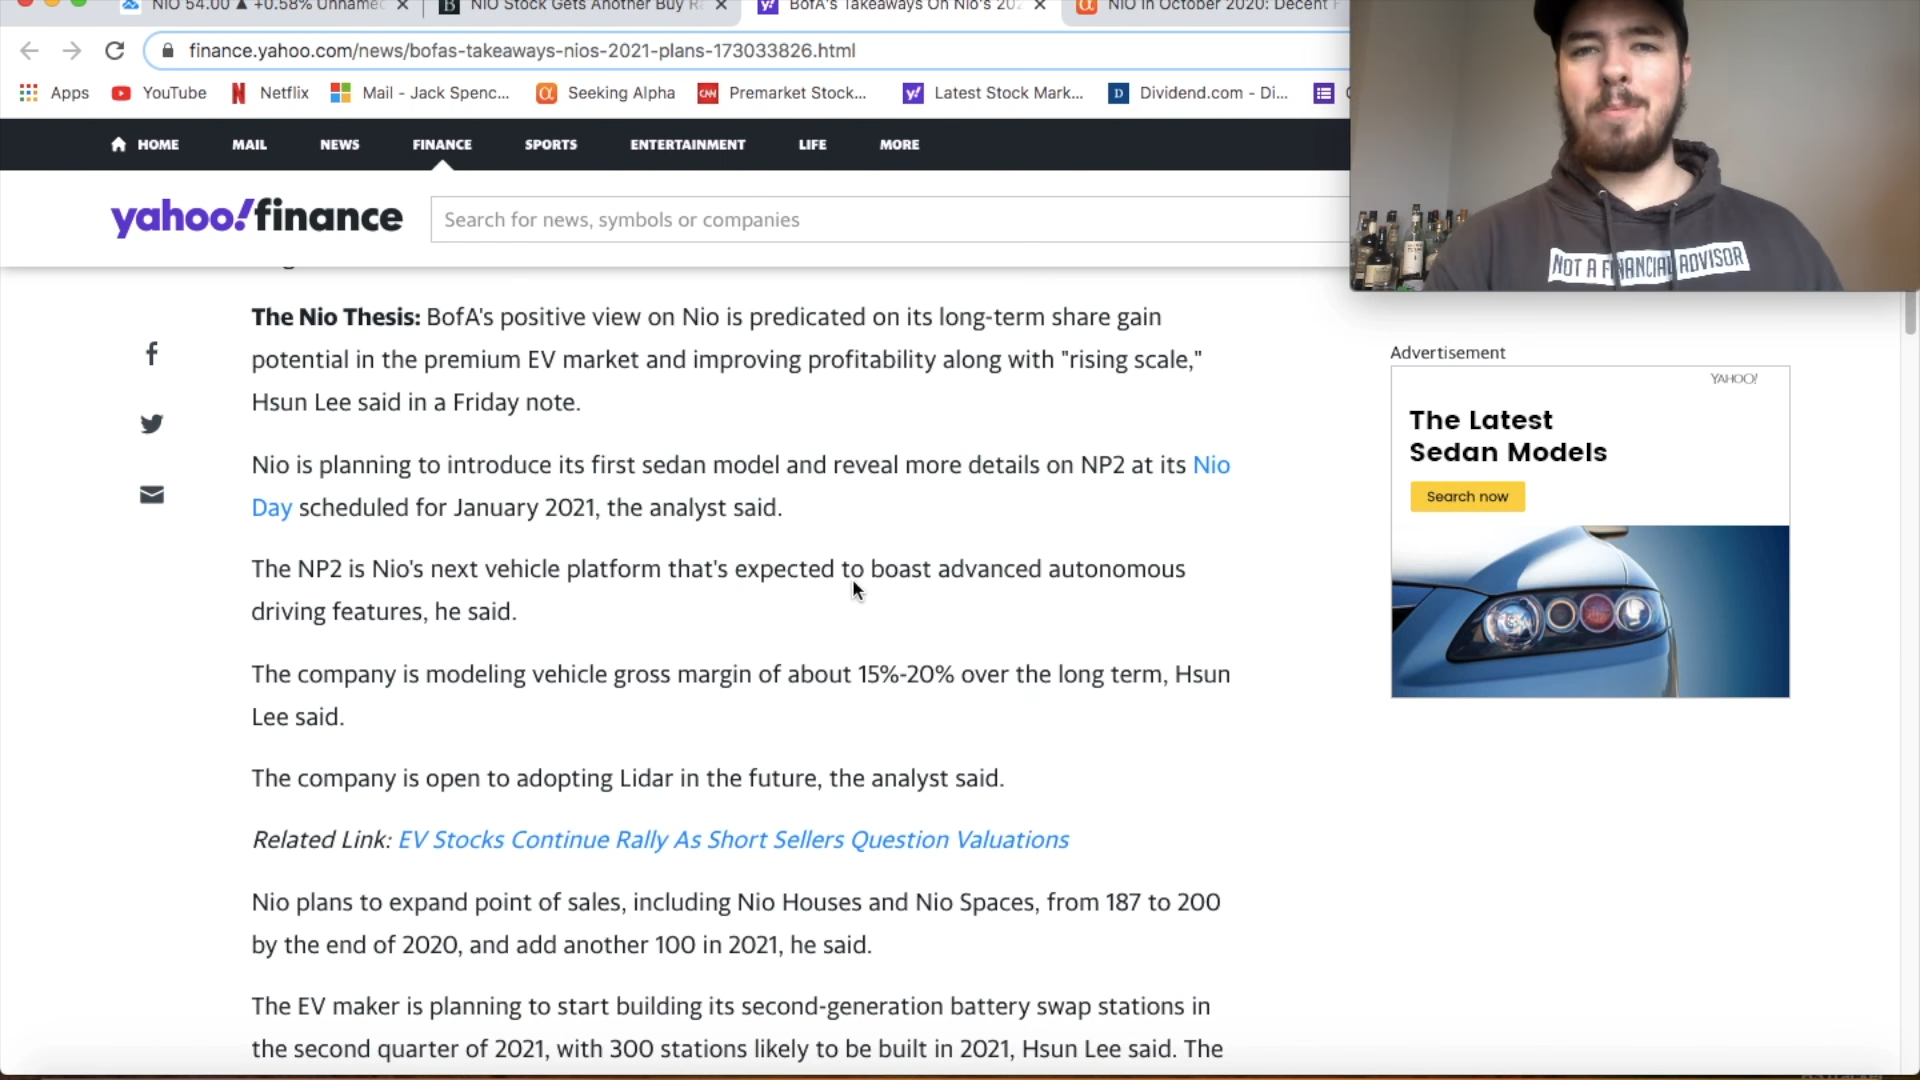 NIO 54.00 ▲ +0.58% Unnamed
NIO Stock Gets Another Buy Ra
BofA's Takeaways On Nio's 202
NIO In October 2020: Decent F
finance.yahoo.com/news/bofas-takeaways-nios-2021-plans-173033826.html
Apps YouTube Netflix Mail - Jack Spenc... Seeking Alpha Premarket Stock... Latest Stock Mark... Dividend.com - Di...
HOME MAIL NEWS FINANCE SPORTS ENTERTAINMENT LIFE MORE
yahoo!finance
Search for news, symbols or companies
NOT A FINANCIAL ADVISOR
The Nio Thesis: BofA's positive view on Nio is predicated on its long-term share gain
potential in the premium EV market and improving profitability along with "rising scale,"
Hsun Lee said in a Friday note.
Nio is planning to introduce its first sedan model and reveal more details on NP2 at its Nio
Day scheduled for January 2021, the analyst said.
The NP2 is Nio's next vehicle platform that's expected to boast advanced autonomous
driving features, he said.
The company is modeling vehicle gross margin of about 15%-20% over the long term, Hsun
Lee said.
The company is open to adopting Lidar in the future, the analyst said.
Related Link: EV Stocks Continue Rally As Short Sellers Question Valuations
Nio plans to expand point of sales, including Nio Houses and Nio Spaces, from 187 to 200
by the end of 2020, and add another 100 in 2021, he said.
The EV maker is planning to start building its second-generation battery swap stations in
the second quarter of 2021, with 300 stations likely to be built in 2021, Hsun Lee said. The
Advertisement
YAHOO!
The Latest
Sedan Models
Search now